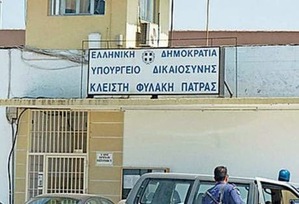 ΕΛΛΗΝΙΚΗ ΔΗΜΟΚΡΑΤΙΑ
ΥΠΟΥΡΓΕΙΟ ΔΙΚΑΙΟΣΥΝΗΣ
ΚΛΕΙΣΤΗ ΦΥΛΑΚΗ ΠΑΤΡΑΣ